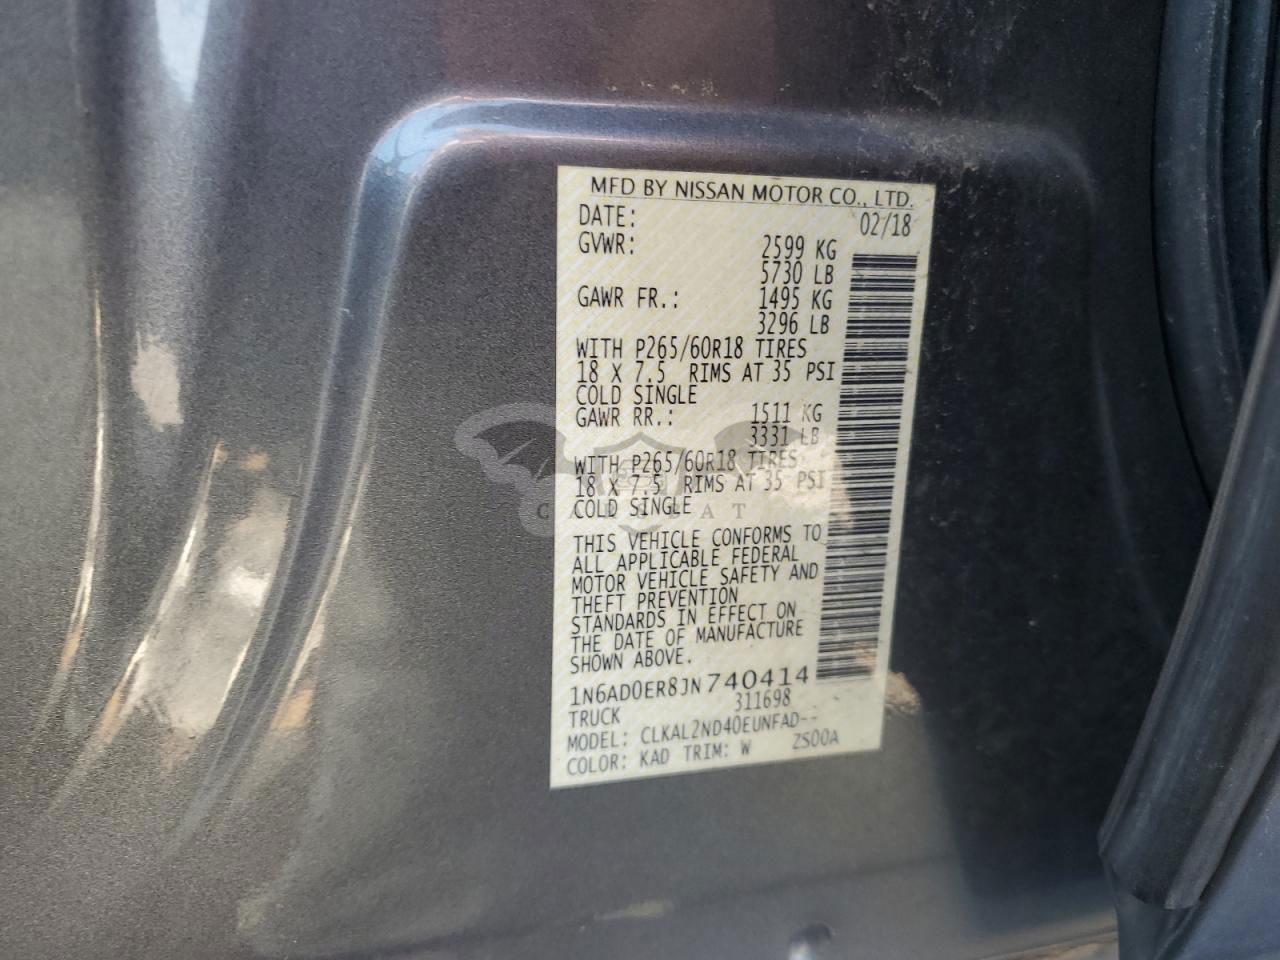 MFD BY NISSAN MOTOR CO., LTD.
DATE: 02/18
GVWR: 2599 KG
5730 LB
GAWR FR.: 1495 KG
3296 LB
WITH P265/60R18 TIRES
18 X 7.5 RIMS AT 35 PSI
COLD SINGLE
GAWR RR.: 1511 KG
3331 LB
WITH P265/60R18 TIRES
18 X 7.5 RIMS AT 35 PSI
COLD SINGLE
THIS VEHICLE CONFORMS TO
ALL APPLICABLE FEDERAL
MOTOR VEHICLE SAFETY AND
THEFT PREVENTION
STANDARDS IN EFFECT ON
THE DATE OF MANUFACTURE
SHOWN ABOVE.
1N6AD0ER8JN740414
TRUCK 311698
MODEL: CLKAL2ND40EUNFAD--
COLOR: KAD TRIM: W ZS00A